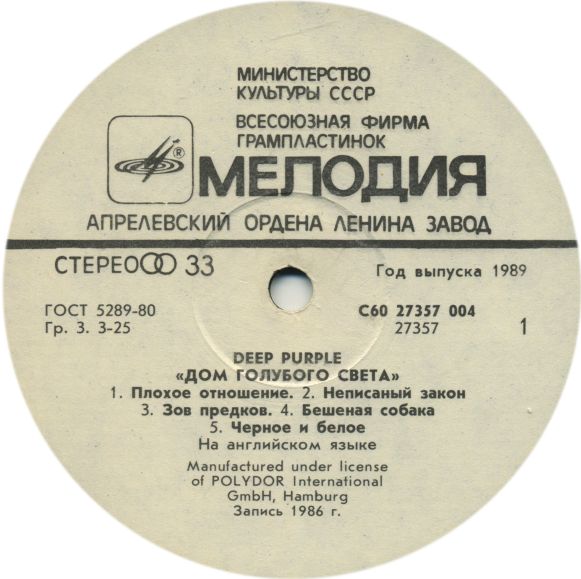 МИНИСТЕРСТВО
КУЛЬТУРЫ СССР
ВСЕСОЮЗНАЯ ФИРМА
ГРАМПЛАСТИНОК
®
МЕЛОДИЯ
АПРЕЛЕВСКИЙ ОРДЕНА ЛЕНИНА ЗАВОД
СТЕРЕО 33
Год выпуска 1989
ГОСТ 5289-80
Гр. 3. 3-25
С60 27357 004
27357
1
DEEP PURPLE
«ДОМ ГОЛУБОГО СВЕТА»
1. Плохое отношение. 2. Неписаный закон
3. Зов предков. 4. Бешеная собака
5. Черное и белое
На английском языке
Manufactured under license
of POLYDOR International
GmbH, Hamburg
Запись 1986 г.